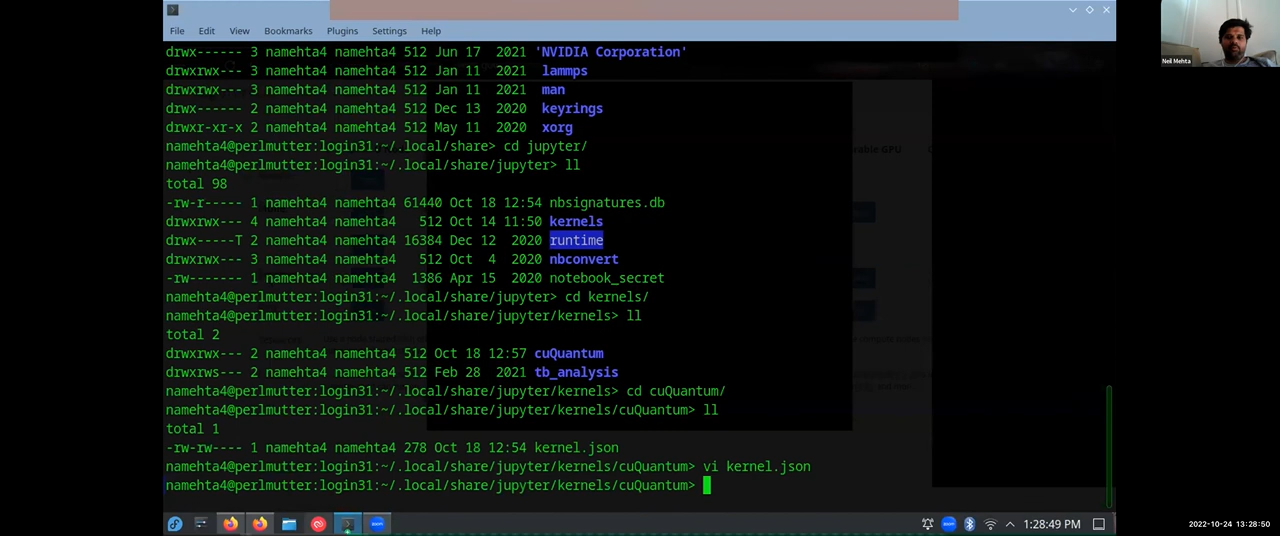 File Edit View Bookmarks Plugins Settings Help
drwx------ 3 namehta4 namehta4 512 Jun 17  2021 'NVIDIA Corporation'
drwxrwx--- 3 namehta4 namehta4 512 Jan 11  2021 lammps
drwxrwx--- 3 namehta4 namehta4 512 Jan 11  2021 man
drwx------ 2 namehta4 namehta4 512 Dec 13  2020 keyrings
drwxr-xr-x 2 namehta4 namehta4 512 May 11  2020 xorg
namehta4@perlmutter:login31:~/.local/share> cd jupyter/
namehta4@perlmutter:login31:~/.local/share/jupyter> ll
total 98
-rw-r----- 1 namehta4 namehta4 61440 Oct 18 12:54 nbsignatures.db
drwxrwx--- 4 namehta4 namehta4   512 Oct 14 11:50 kernels
drwx-----T 2 namehta4 namehta4 16384 Dec 12  2020 runtime
drwxrwx--- 3 namehta4 namehta4   512 Oct  4  2020 nbconvert
-rw------- 1 namehta4 namehta4  1386 Apr 15  2020 notebook_secret
namehta4@perlmutter:login31:~/.local/share/jupyter> cd kernels/
namehta4@perlmutter:login31:~/.local/share/jupyter/kernels> ll
total 2
drwxrwx--- 2 namehta4 namehta4 512 Oct 18 12:57 cuQuantum
drwxrws--- 2 namehta4 namehta4 512 Feb 28  2021 tb_analysis
namehta4@perlmutter:login31:~/.local/share/jupyter/kernels> cd cuQuantum/
namehta4@perlmutter:login31:~/.local/share/jupyter/kernels/cuQuantum> ll
total 1
-rw-rw---- 1 namehta4 namehta4 278 Oct 18 12:54 kernel.json
namehta4@perlmutter:login31:~/.local/share/jupyter/kernels/cuQuantum> vi kernel.json
namehta4@perlmutter:login31:~/.local/share/jupyter/kernels/cuQuantum>
1:28:49 PM
Neil Mehta
2022-10-24 13:28:50